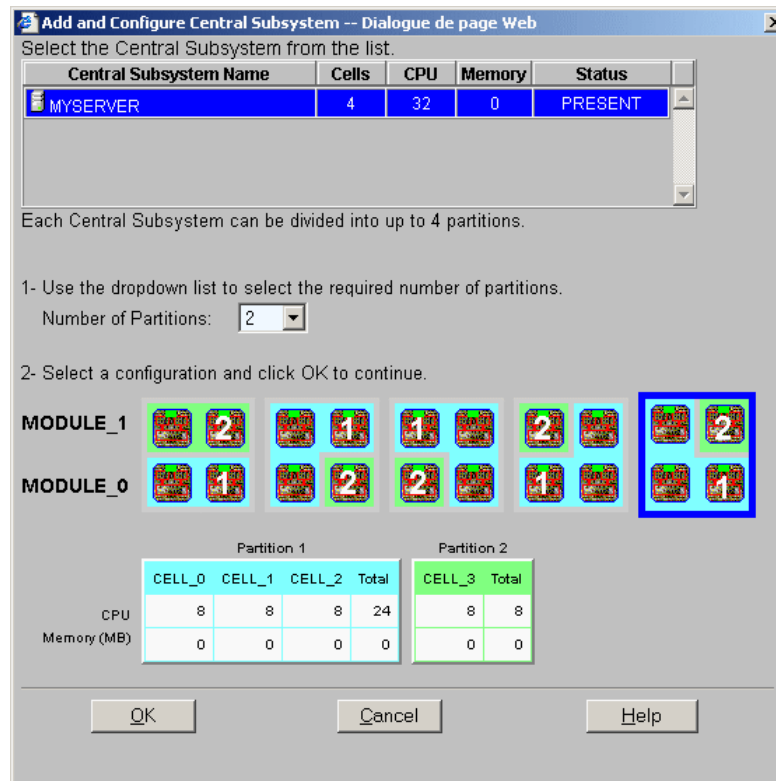 Add and Configure Central Subsystem -- Dialogue de page Web
Select the Central Subsystem from the list.
Central Subsystem Name Cells CPU Memory Status
MYSERVER 4 32 0 PRESENT
Each Central Subsystem can be divided into up to 4 partitions.
1- Use the dropdown list to select the required number of partitions.
Number of Partitions: 2
2- Select a configuration and click OK to continue.
MODULE_1 2 1 1 2 2
MODULE_0 1 2 2 1 1
Partition 1 Partition 2
CELL_0 CELL_1 CELL_2 Total CELL_3 Total
CPU 8 8 8 24 8 8
Memory (MB) 0 0 0 0 0 0
OK Cancel Help